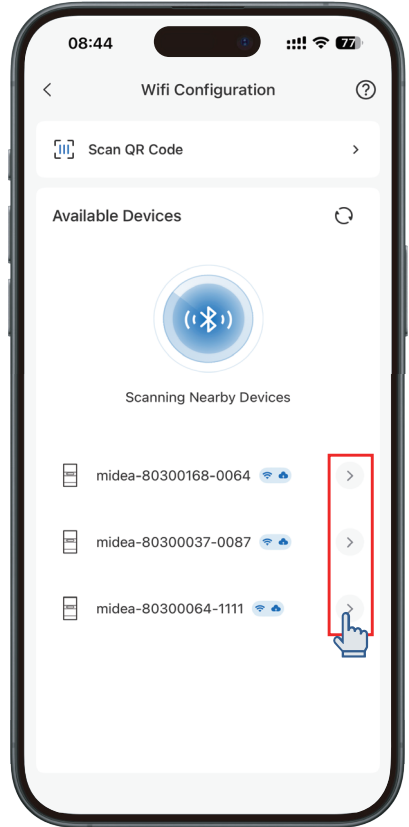 08:44
77
Wifi Configuration
Scan QR Code
Available Devices
Scanning Nearby Devices
midea-80300168-0064
midea-80300037-0087
midea-80300064-1111